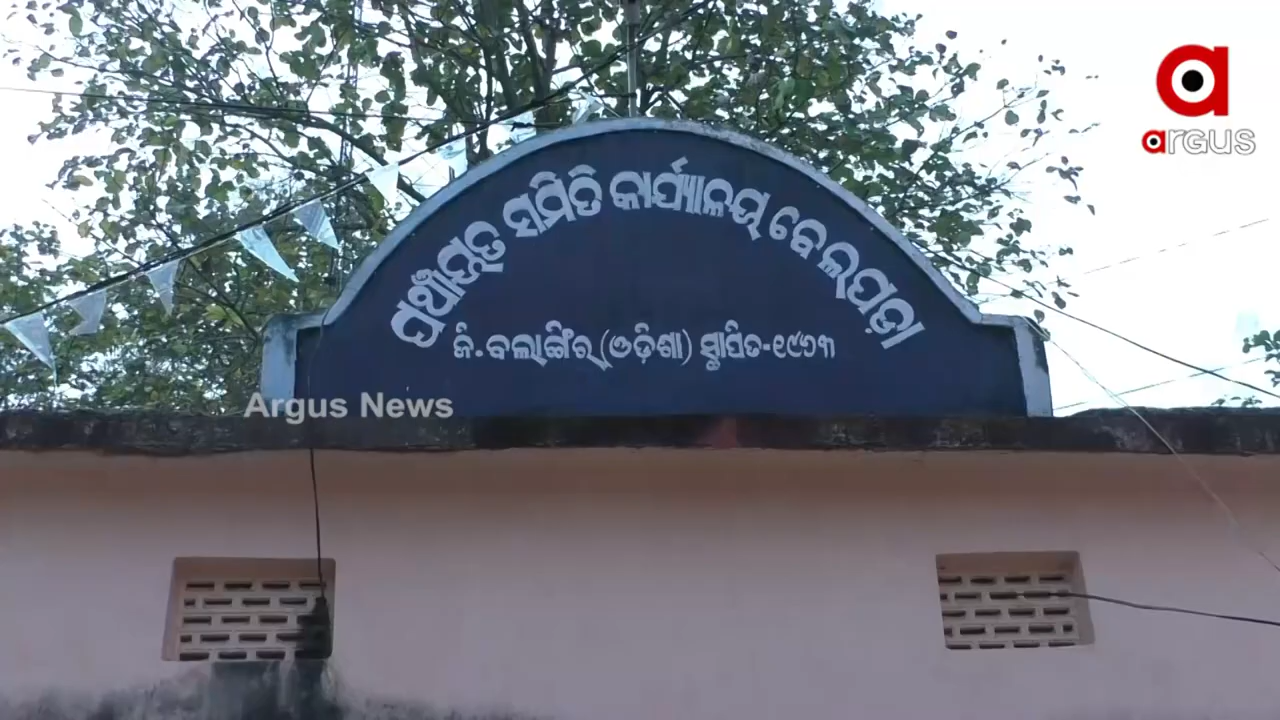 ପଞ୍ଚାୟତ ସମିତି କାର୍ଯ୍ୟାଳୟ ବେଲପଡ଼ା
ଜି.ବଲାଙ୍ଗିର (ଓଡ଼ିଶା) ସ୍ଥାପିତ-୧୯୬୩
argus
Argus News